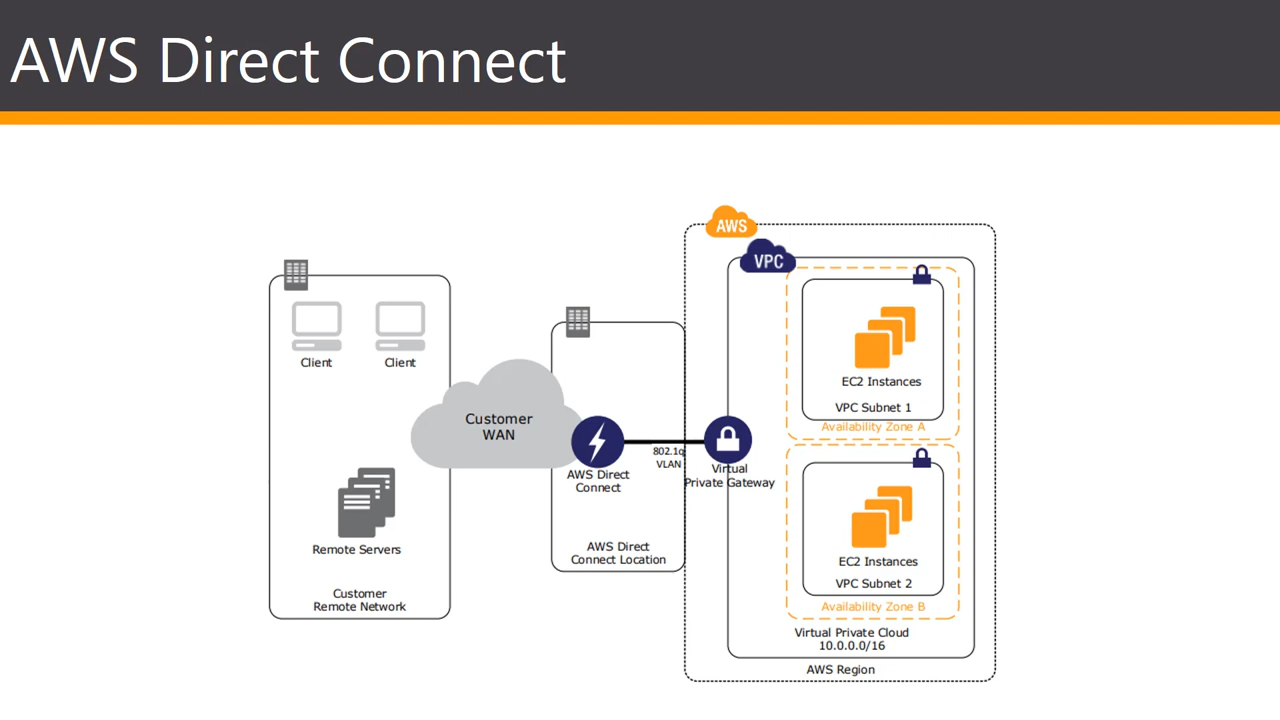 AWS Direct Connect
AWS
VPC
Client
Client
Remote Servers
Customer
Remote Network
Customer
WAN
AWS Direct
Connect
802.1q
VLAN
AWS Direct
Connect Location
Virtual
Private Gateway
EC2 Instances
VPC Subnet 1
Availability Zone A
EC2 Instances
VPC Subnet 2
Availability Zone B
Virtual Private Cloud
10.0.0.0/16
AWS Region